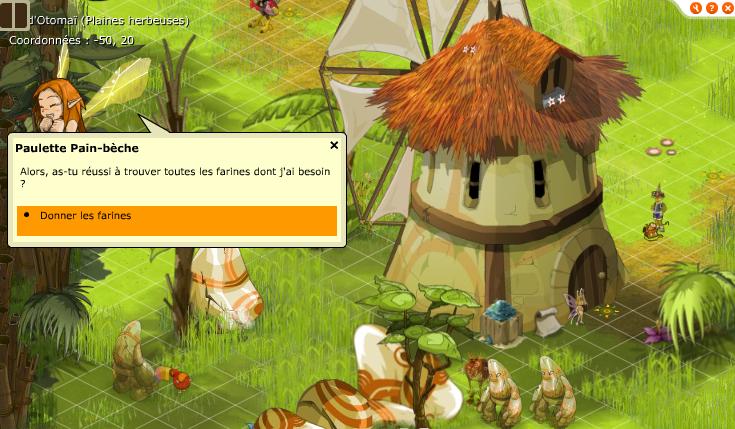 d'Otomaï (Plaines herbeuses)
Coordonnées : -50, 20
Paulette Pain-bèche
Alors, as-tu réussi à trouver toutes les farines dont j'ai besoin
?
Donner les farines